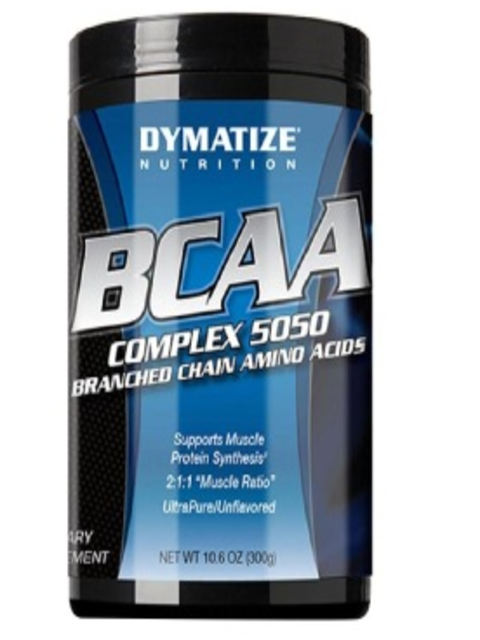 DYMATIZE®
NUTRITION
BCAA
COMPLEX 5050
BRANCHED CHAIN AMINO ACIDS
Supports Muscle
Protein Synthesis†
2:1:1 "Muscle Ratio"
UltraPure/Unflavored
ARY
EMENT
NET WT 10.6 OZ (300g)